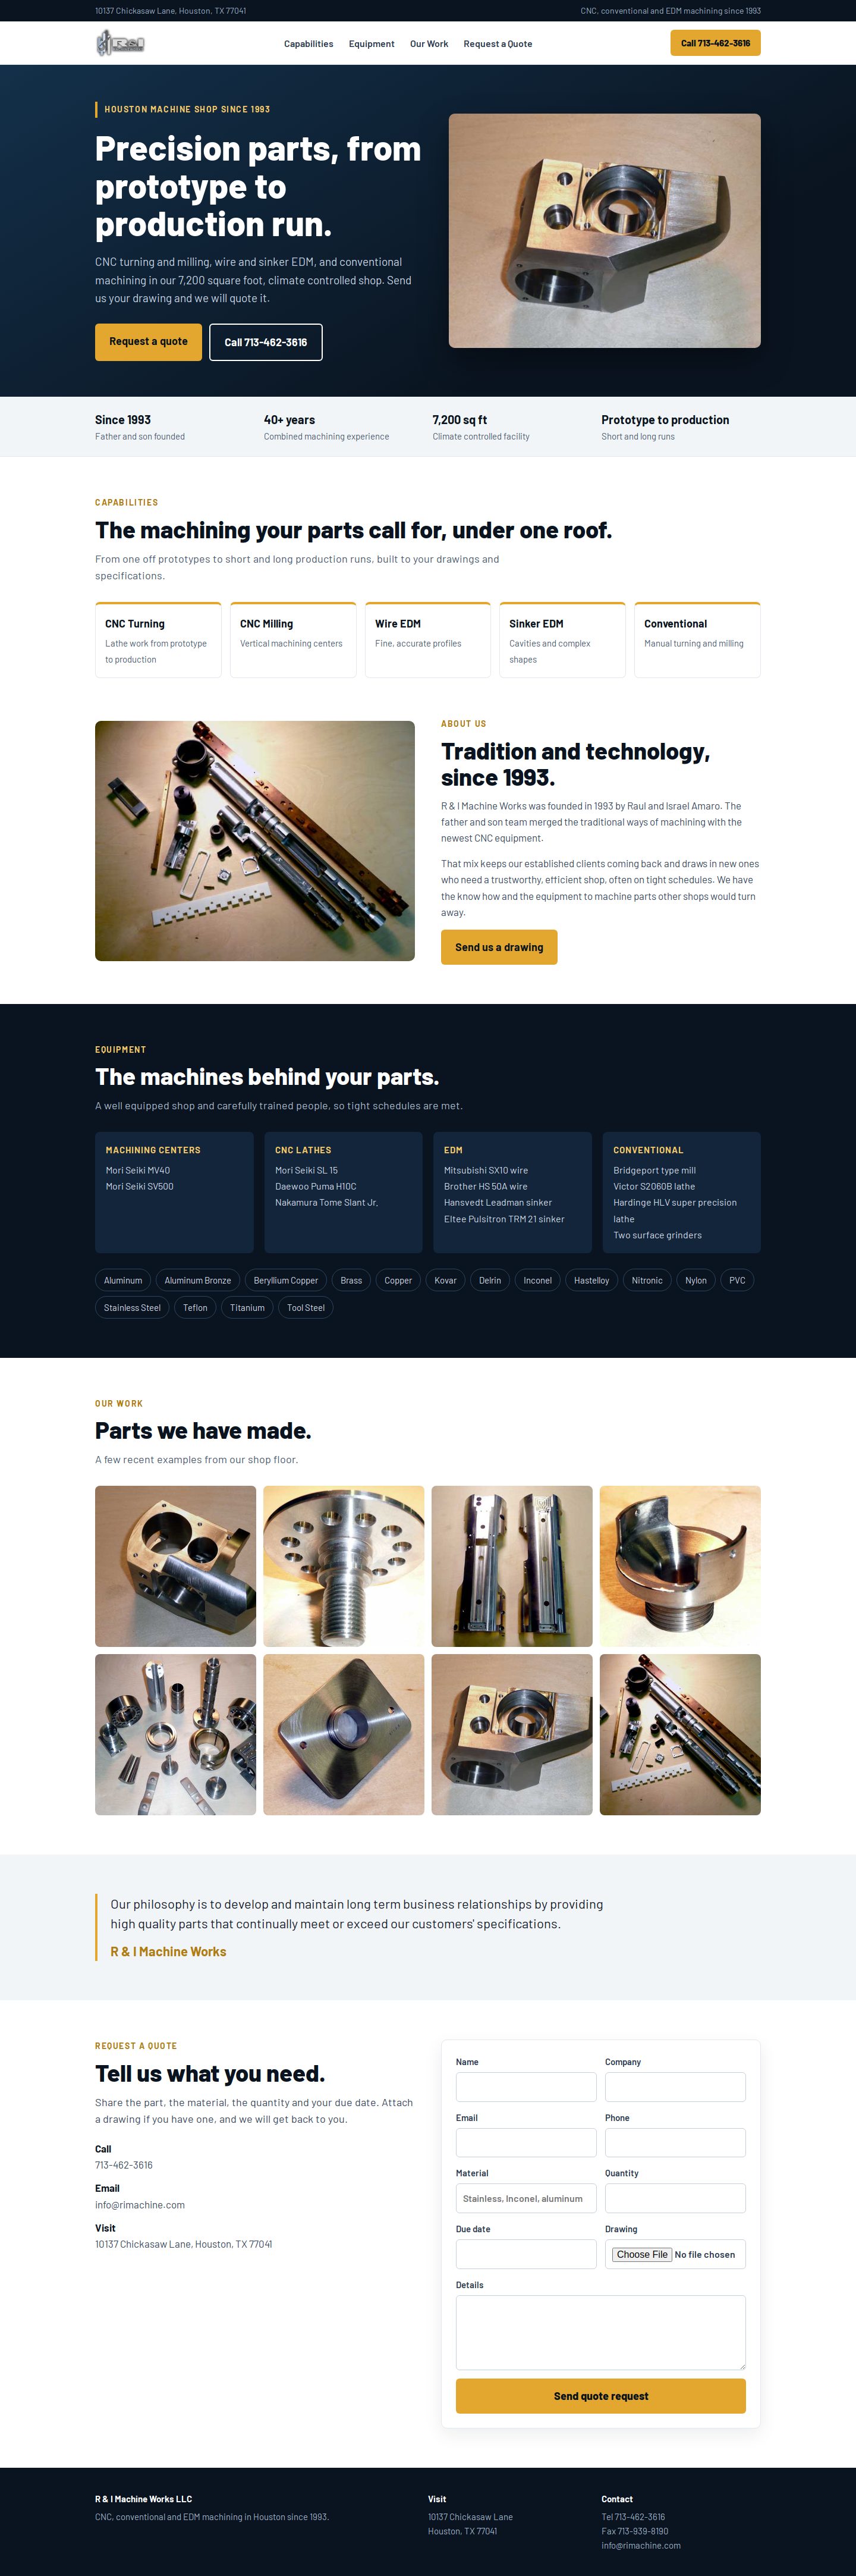 10137 Chickasaw Lane, Houston, TX 77041
CNC, conventional and EDM machining since 1993
R&I
Capabilities
Equipment
Our Work
Request a Quote
Call 713-462-3616
HOUSTON MACHINE SHOP SINCE 1993
Precision parts, from
prototype to
production run.
CNC turning and milling, wire and sinker EDM, and conventional
machining in our 7,200 square foot, climate controlled shop. Send
us your drawing and we will quote it.
Request a quote
Call 713-462-3616
Since 1993
Father and son founded
40+ years
Combined machining experience
7,200 sq ft
Climate controlled facility
Prototype to production
Short and long runs
CAPABILITIES
The machining your parts call for, under one roof.
From one off prototypes to short and long production runs, built to your drawings and
specifications.
CNC Turning
Lathe work from prototype
to production
CNC Milling
Vertical machining centers
Wire EDM
Fine, accurate profiles
Sinker EDM
Cavities and complex
shapes
Conventional
Manual turning and milling
ABOUT US
Tradition and technology,
since 1993.
R & I Machine Works was founded in 1993 by Raul and Israel Amaro. The
father and son team merged the traditional ways of machining with the
newest CNC equipment.
That mix keeps our established clients coming back and draws in new ones
who need a trustworthy, efficient shop, often on tight schedules. We have
the know how and the equipment to machine parts other shops would turn
away.
Send us a drawing
EQUIPMENT
The machines behind your parts.
A well equipped shop and carefully trained people, so tight schedules are met.
MACHINING CENTERS
Mori Seiki MV40
Mori Seiki SV500
CNC LATHES
Mori Seiki SL 15
Daewoo Puma H10C
Nakamura Tome Slant Jr.
EDM
Mitsubishi SX10 wire
Brother HS 50A wire
Hansvedt Leadman sinker
Eltee Pulsitron TRM 21 sinker
CONVENTIONAL
Bridgeport type mill
Victor S2060B lathe
Hardinge HLV super precision
lathe
Two surface grinders
Aluminum
Aluminum Bronze
Beryllium Copper
Brass
Copper
Kovar
Delrin
Inconel
Hastelloy
Nitronic
Nylon
PVC
Stainless Steel
Teflon
Titanium
Tool Steel
OUR WORK
Parts we have made.
A few recent examples from our shop floor.
Our philosophy is to develop and maintain long term business relationships by providing
high quality parts that continually meet or exceed our customers' specifications.
R & I Machine Works
REQUEST A QUOTE
Tell us what you need.
Share the part, the material, the quantity and your due date. Attach
a drawing if you have one, and we will get back to you.
Call
713-462-3616
Email
info@rimachine.com
Visit
10137 Chickasaw Lane, Houston, TX 77041
Name
Company
Email
Phone
Material
Quantity
Stainless, Inconel, aluminum
Due date
Drawing
Choose File No file chosen
Details
Send quote request
R & I Machine Works LLC
CNC, conventional and EDM machining in Houston since 1993.
Visit
10137 Chickasaw Lane
Houston, TX 77041
Contact
Tel 713-462-3616
Fax 713-939-8190
info@rimachine.com